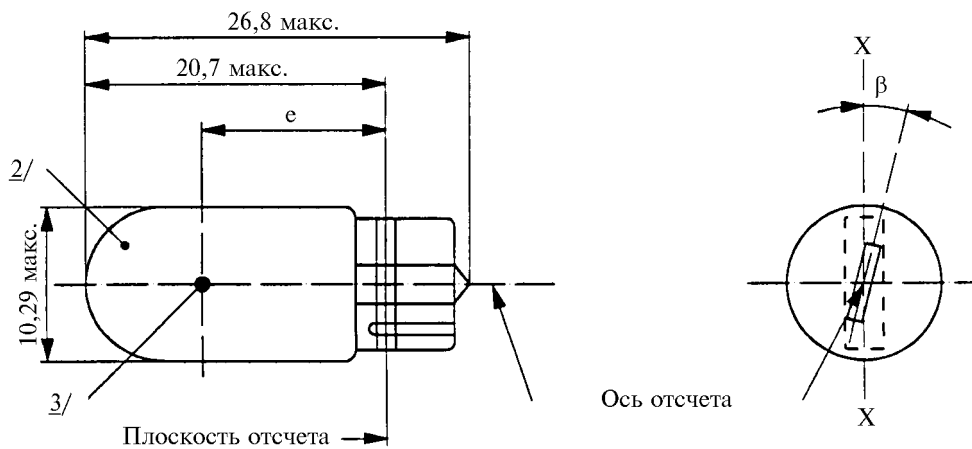 26,8 макс.
20,7 макс.
e
2/
10,29 макс.
3/
Плоскость отсчета
X
β
Ось отсчета
X